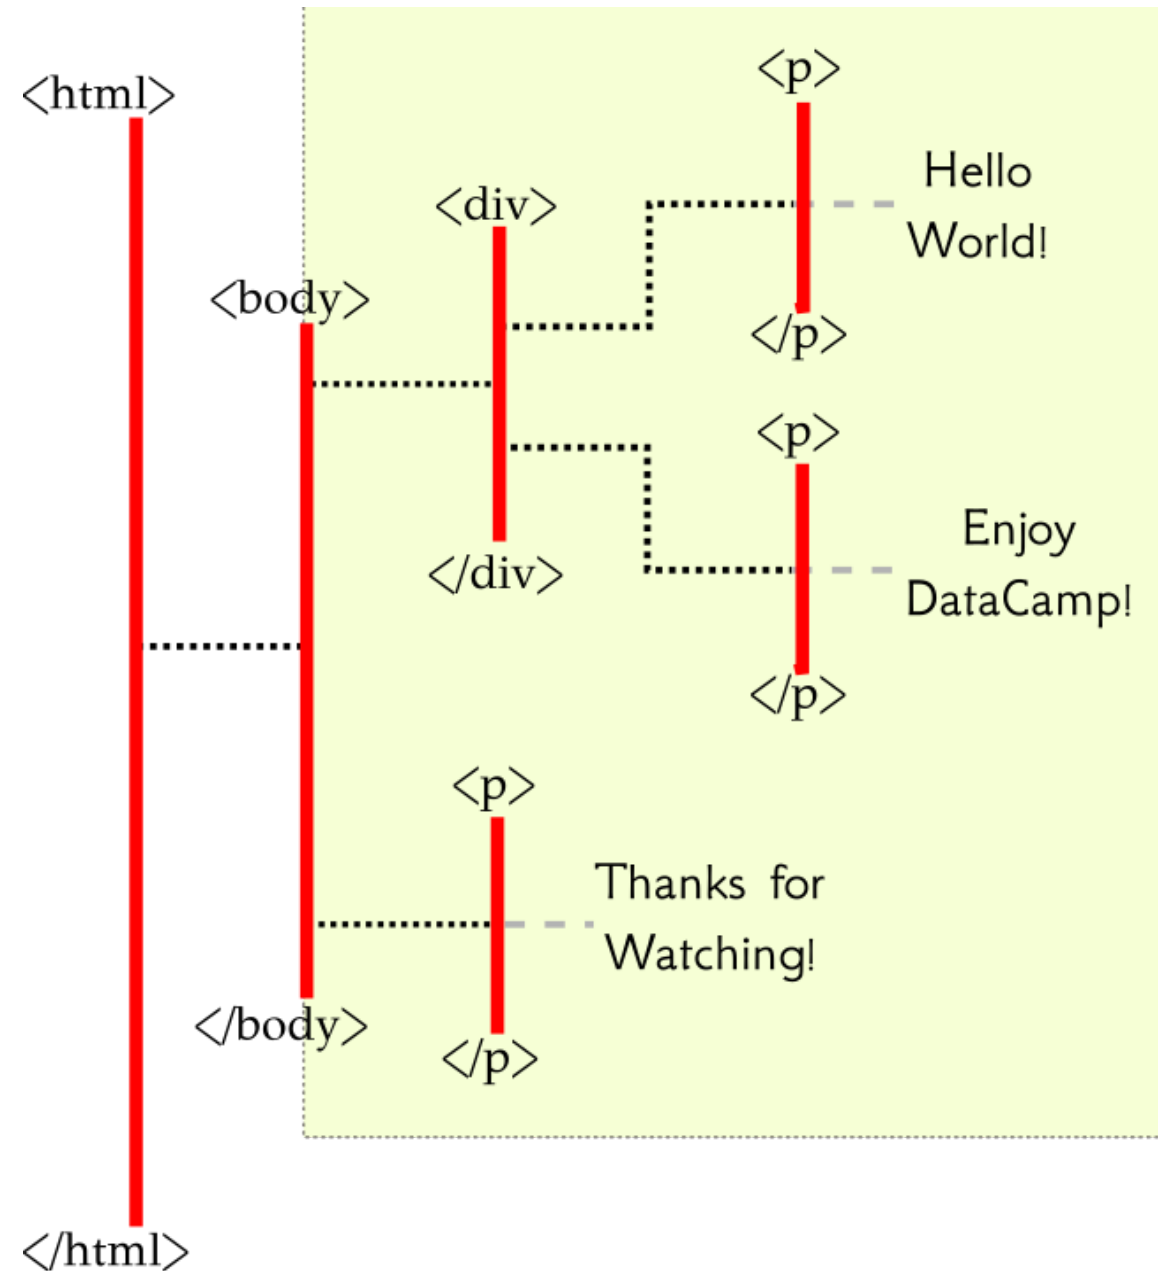 <html>
<body>
<div>
<p>
Hello
World!
</p>
<p>
Enjoy
DataCamp!
</p>
</div>
<p>
Thanks for
Watching!
</p>
</body>
</html>